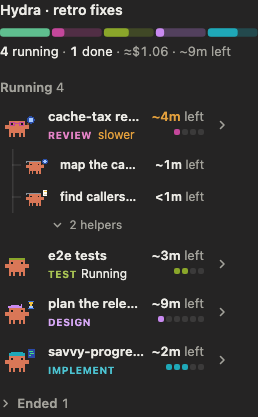 Hydra · retro fixes
4 running · 1 done · ≈$1.06 · ~9m left
Running 4
cache-tax re... ~4m left
REVIEW slower
map the ca... ~1m left
find callers... <1m left
2 helpers
e2e tests ~3m left
TEST Running
plan the rele... ~9m left
DESIGN
savvy-progre... ~2m left
IMPLEMENT
Ended 1